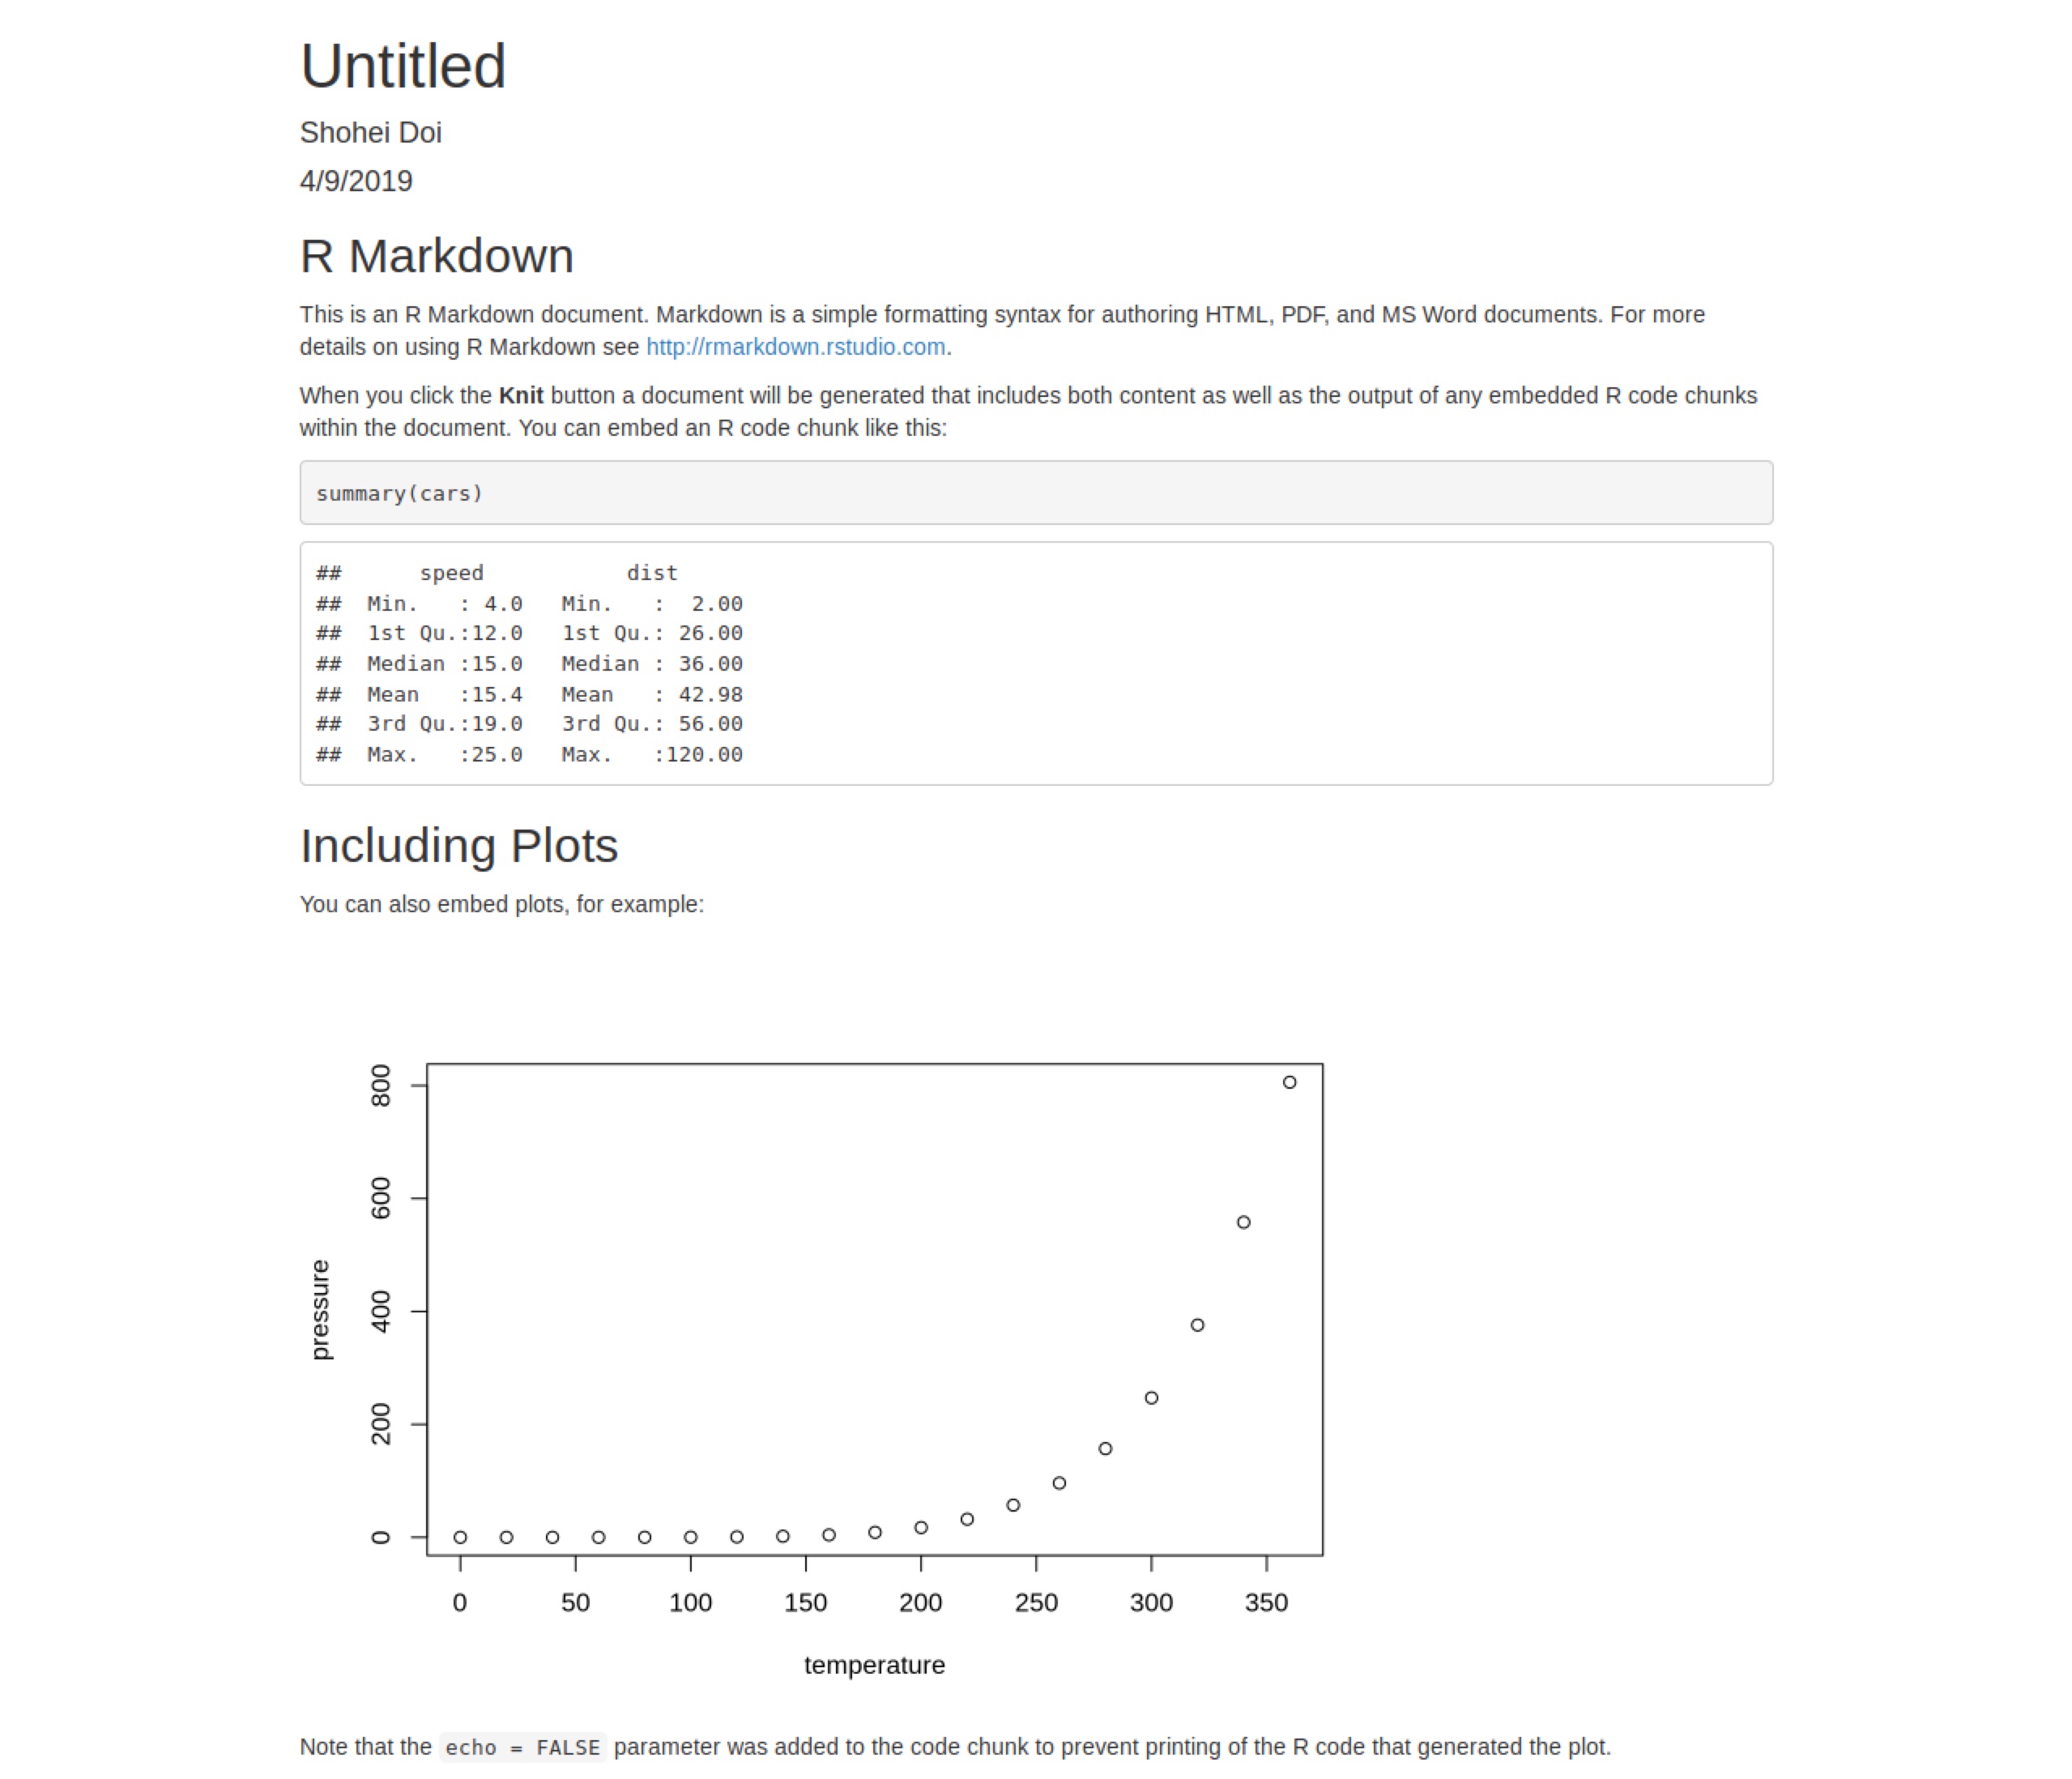 Untitled
Shohei Doi
4/9/2019
R Markdown
This is an R Markdown document. Markdown is a simple formatting syntax for authoring HTML, PDF, and MS Word documents. For more
details on using R Markdown see http://rmarkdown.rstudio.com.
When you click the Knit button a document will be generated that includes both content as well as the output of any embedded R code chunks
within the document. You can embed an R code chunk like this:
summary(cars)
##      speed           dist
##  Min.   : 4.0   Min.   :  2.00
##  1st Qu.:12.0   1st Qu.: 26.00
##  Median :15.0   Median : 36.00
##  Mean   :15.4   Mean   : 42.98
##  3rd Qu.:19.0   3rd Qu.: 56.00
##  Max.   :25.0   Max.   :120.00
Including Plots
You can also embed plots, for example:
800
600
400
200
0
pressure
0 50 100 150 200 250 300 350
temperature
Note that the echo = FALSE parameter was added to the code chunk to prevent printing of the R code that generated the plot.